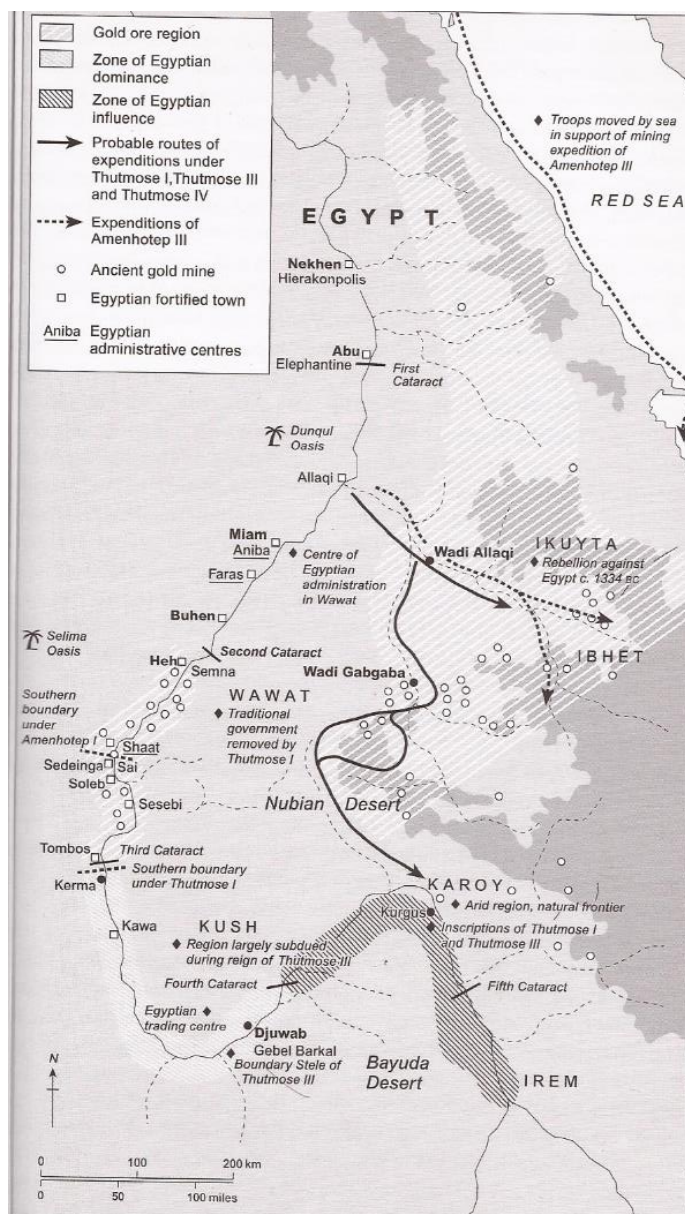 Gold ore region
Zone of Egyptian
dominance
Zone of Egyptian
influence
Probable routes of
expenditions under
Thutmose I, Thutmose III
and Thutmose IV
Expenditions of
Amenhotep III
Ancient gold mine
Egyptian fortified town
Aniba
Egyptian
administrative centres
Troops moved by sea
in support of mining
expedition of
Amenhotep III
RED SEA
EGYPT
Nekhen
Hierakonpolis
Abu
Elephantine
First
Cataract
Dunqul
Oasis
Allaqi
Miam
Aniba
Centre of
Egyptian
administration
in Wawat
Wadi Allaqi
IKUYTA
Rebellion against
Egypt c. 1334 BC
Faras
Buhen
Selima
Oasis
Second Cataract
IBHET
Heh
Semna
Wadi Gabgaba
WAWAT
Traditional
government
removed by
Thutmose I
Southern
boundary
under
Amenhotep I
Shaat
Sai
Sedeinga
Soleb
Sesebi
Nubian Desert
Tombos
Third Cataract
Southern boundary
under Thutmose I
Kerma
KAROY
Arid region, natural frontier
Kurgus
Inscriptions of Thutmose I
and Thutmose III
Kawa
KUSH
Region largely subdued
during reign of Thutmose III
Fourth Cataract
Fifth Cataract
Egyptian
trading centre
Djuwab
Gebel Barkal
Boundary Stele of
Thutmose III
Bayuda
Desert
IREM
N
0 100 200 km
0 50 100 miles